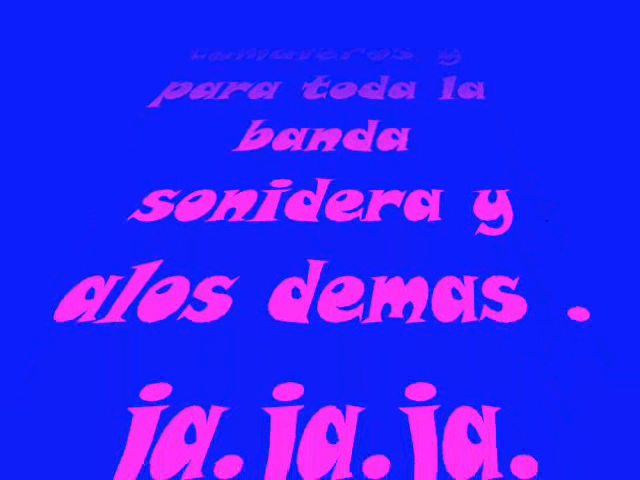 y
para toda la
banda
sonidera y
alos demas .
ja.ja.ja.